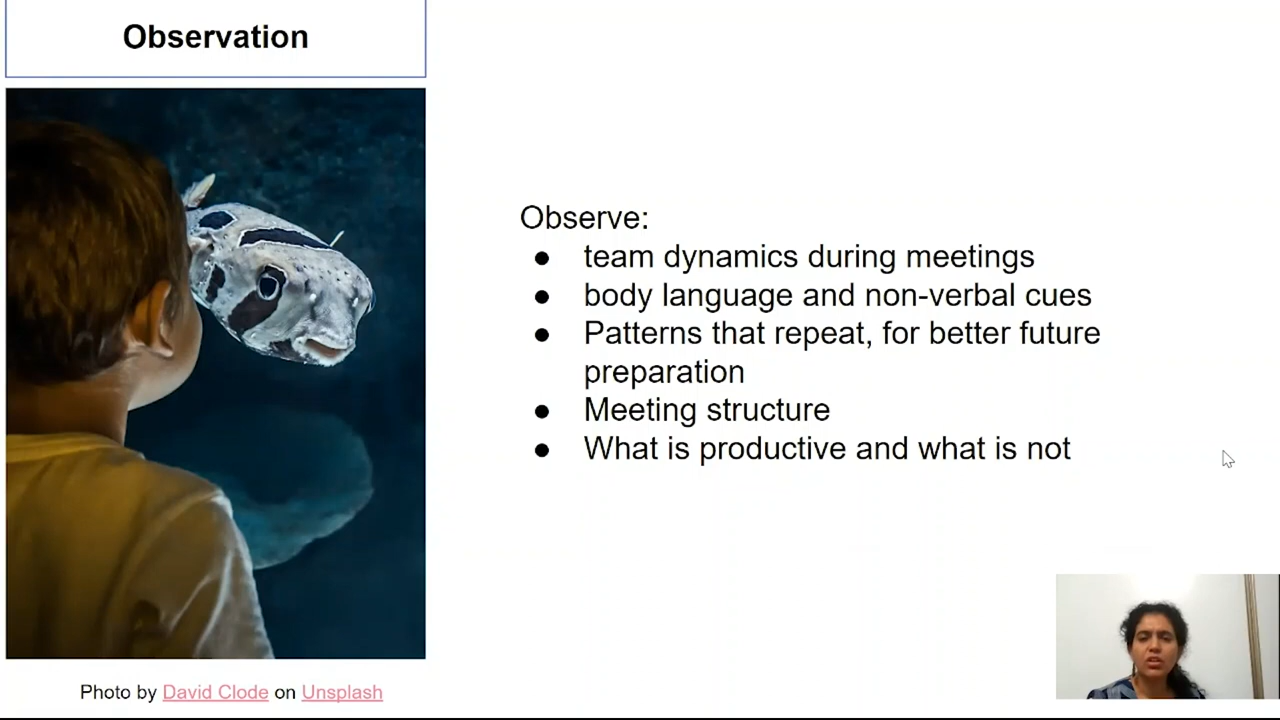 Observation
Observe:
● team dynamics during meetings
● body language and non-verbal cues
● Patterns that repeat, for better future
preparation
● Meeting structure
● What is productive and what is not
Photo by David Clode on Unsplash